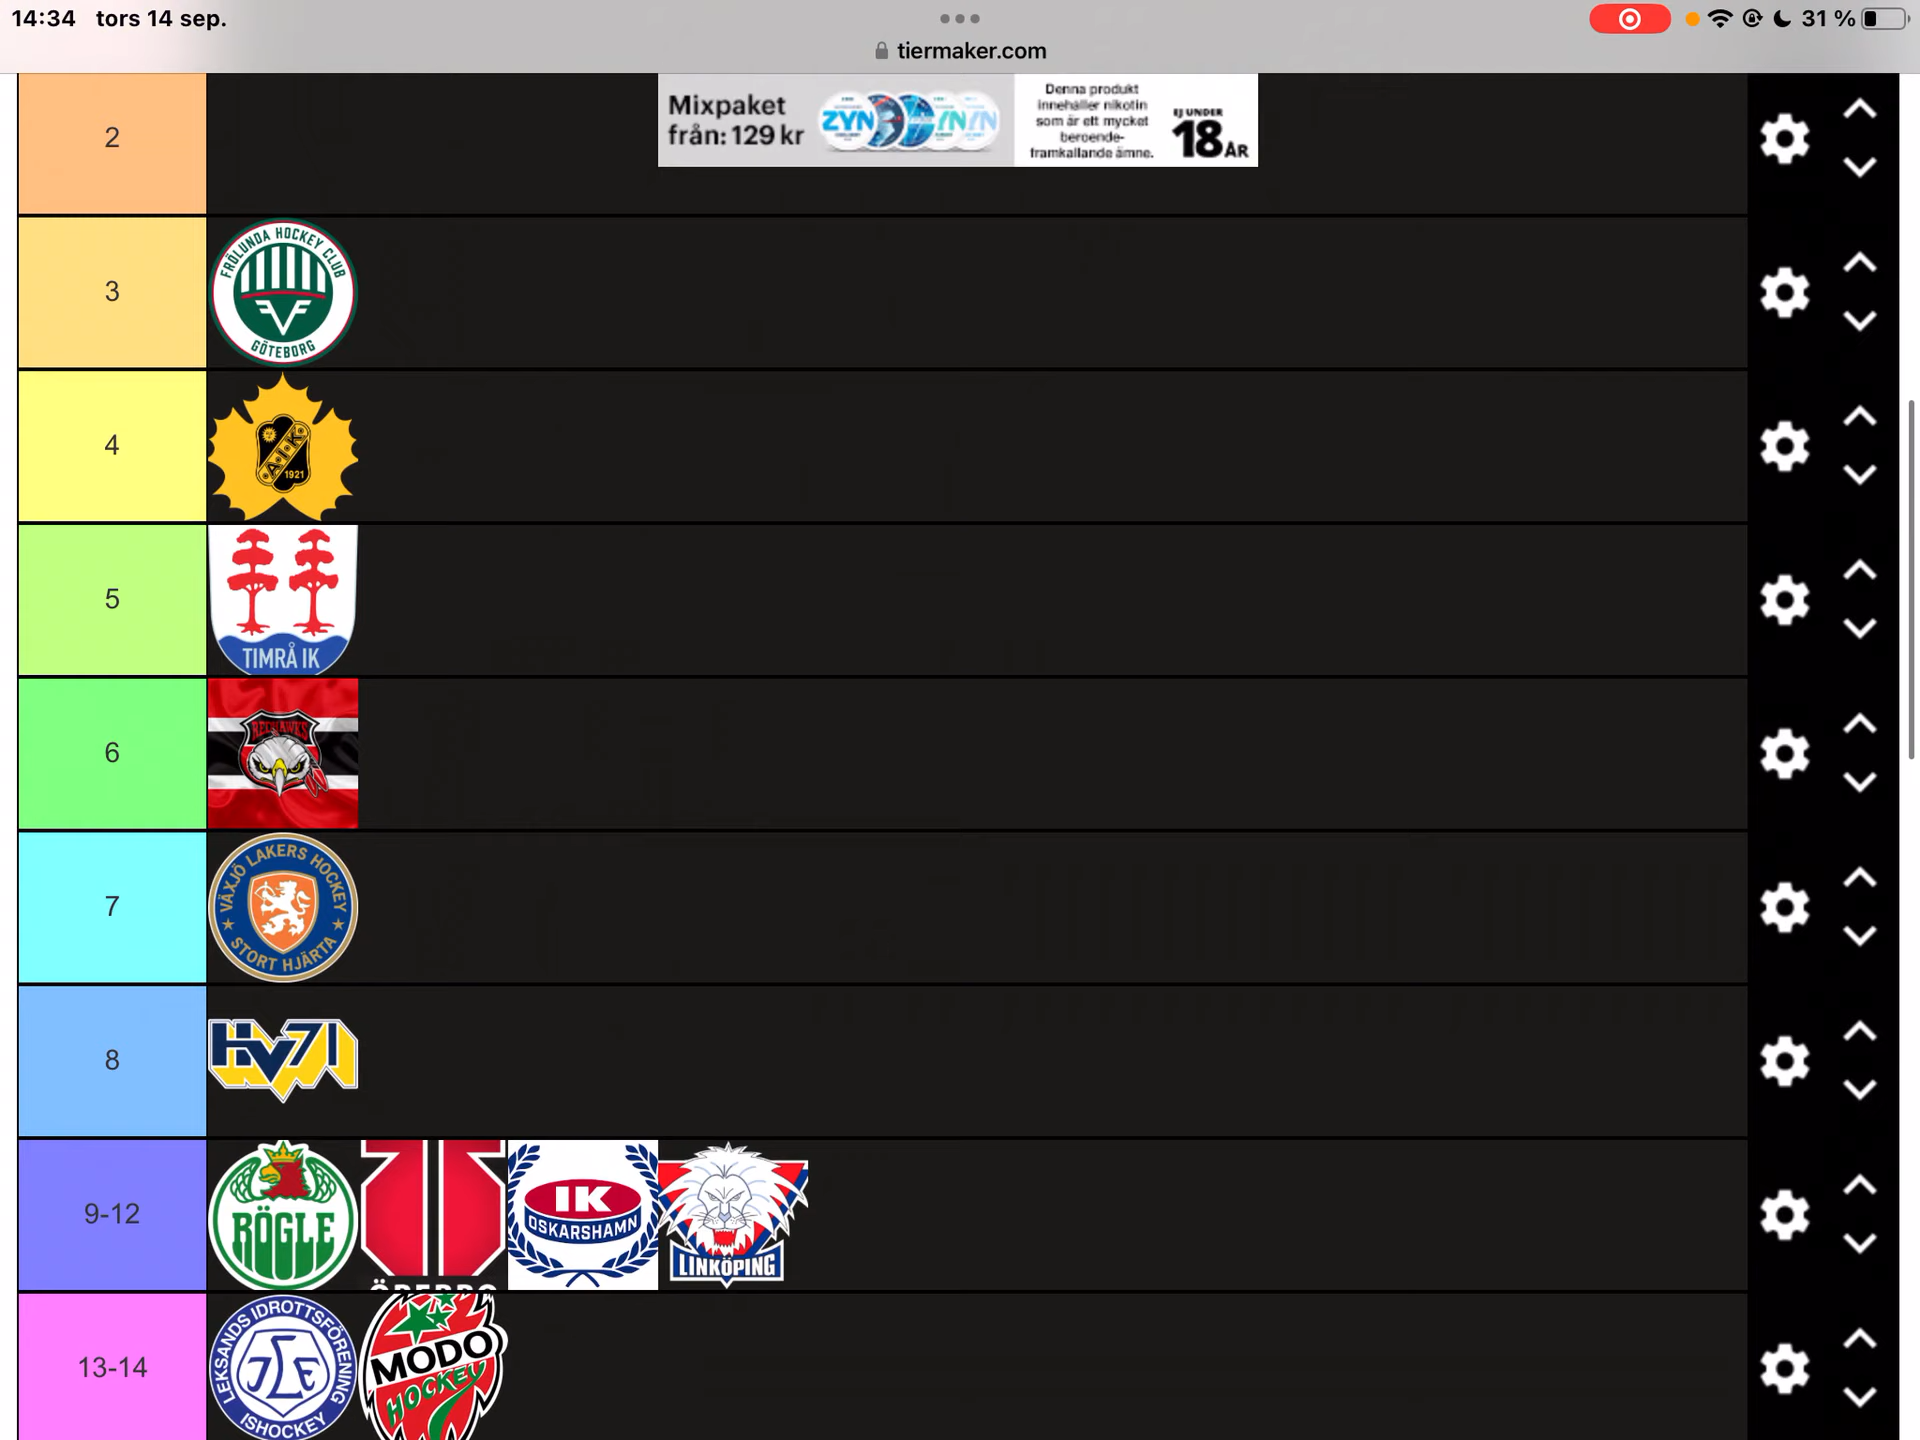 14:34 tors 14 sep.
31 %
tiermaker.com
2
Mixpaket
från: 129 kr
ZYN
Denna produkt
innehåller nikotin
som är ett mycket
beroende-
framkallande ämne.
EJ UNDER
18 ÅR
3
FRÖLUNDA HOCKEY CLUB
GÖTEBORG
4
A.I.K
1921
5
TIMRÅ IK
6
REDHAWKS
7
VÄXJÖ LAKERS HOCKEY
STORT HJÄRTA
8
HV71
9-12
RÖGLE
ÖREBRO
IK
OSKARSHAMN
LINKÖPING
13-14
LEKSANDS IDROTTSFÖRENING
ISHOCKEY
MODO
HOCKEY